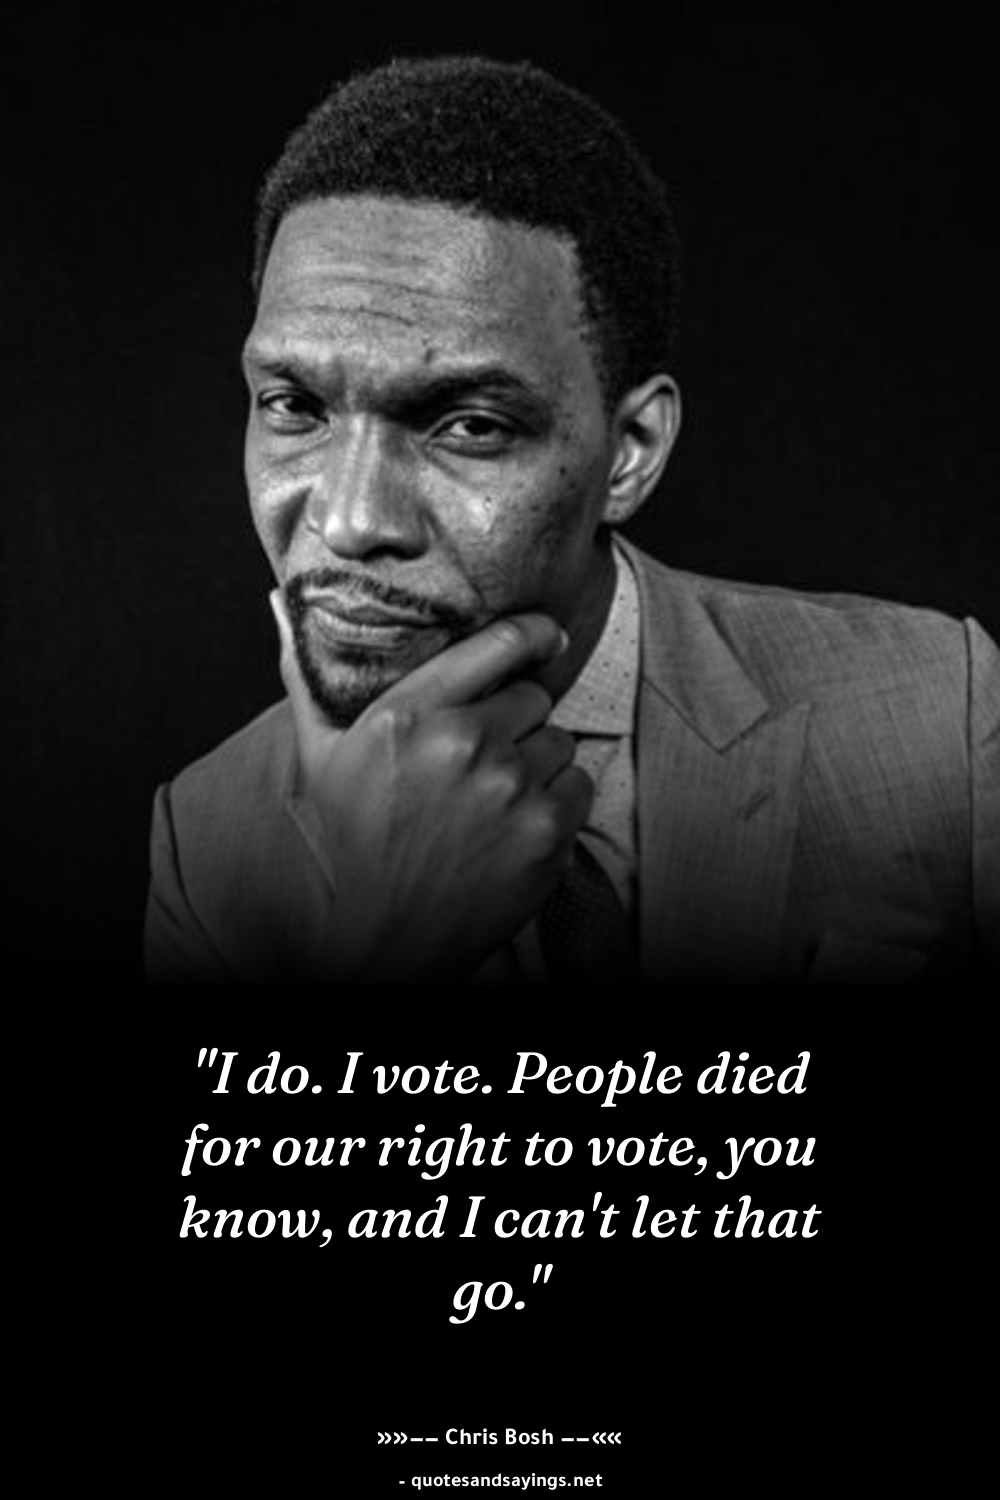 "I do. I vote. People died
for our right to vote, you
know, and I can't let that
go."
»»−− Chris Bosh −−««
- quotesandsayings.net